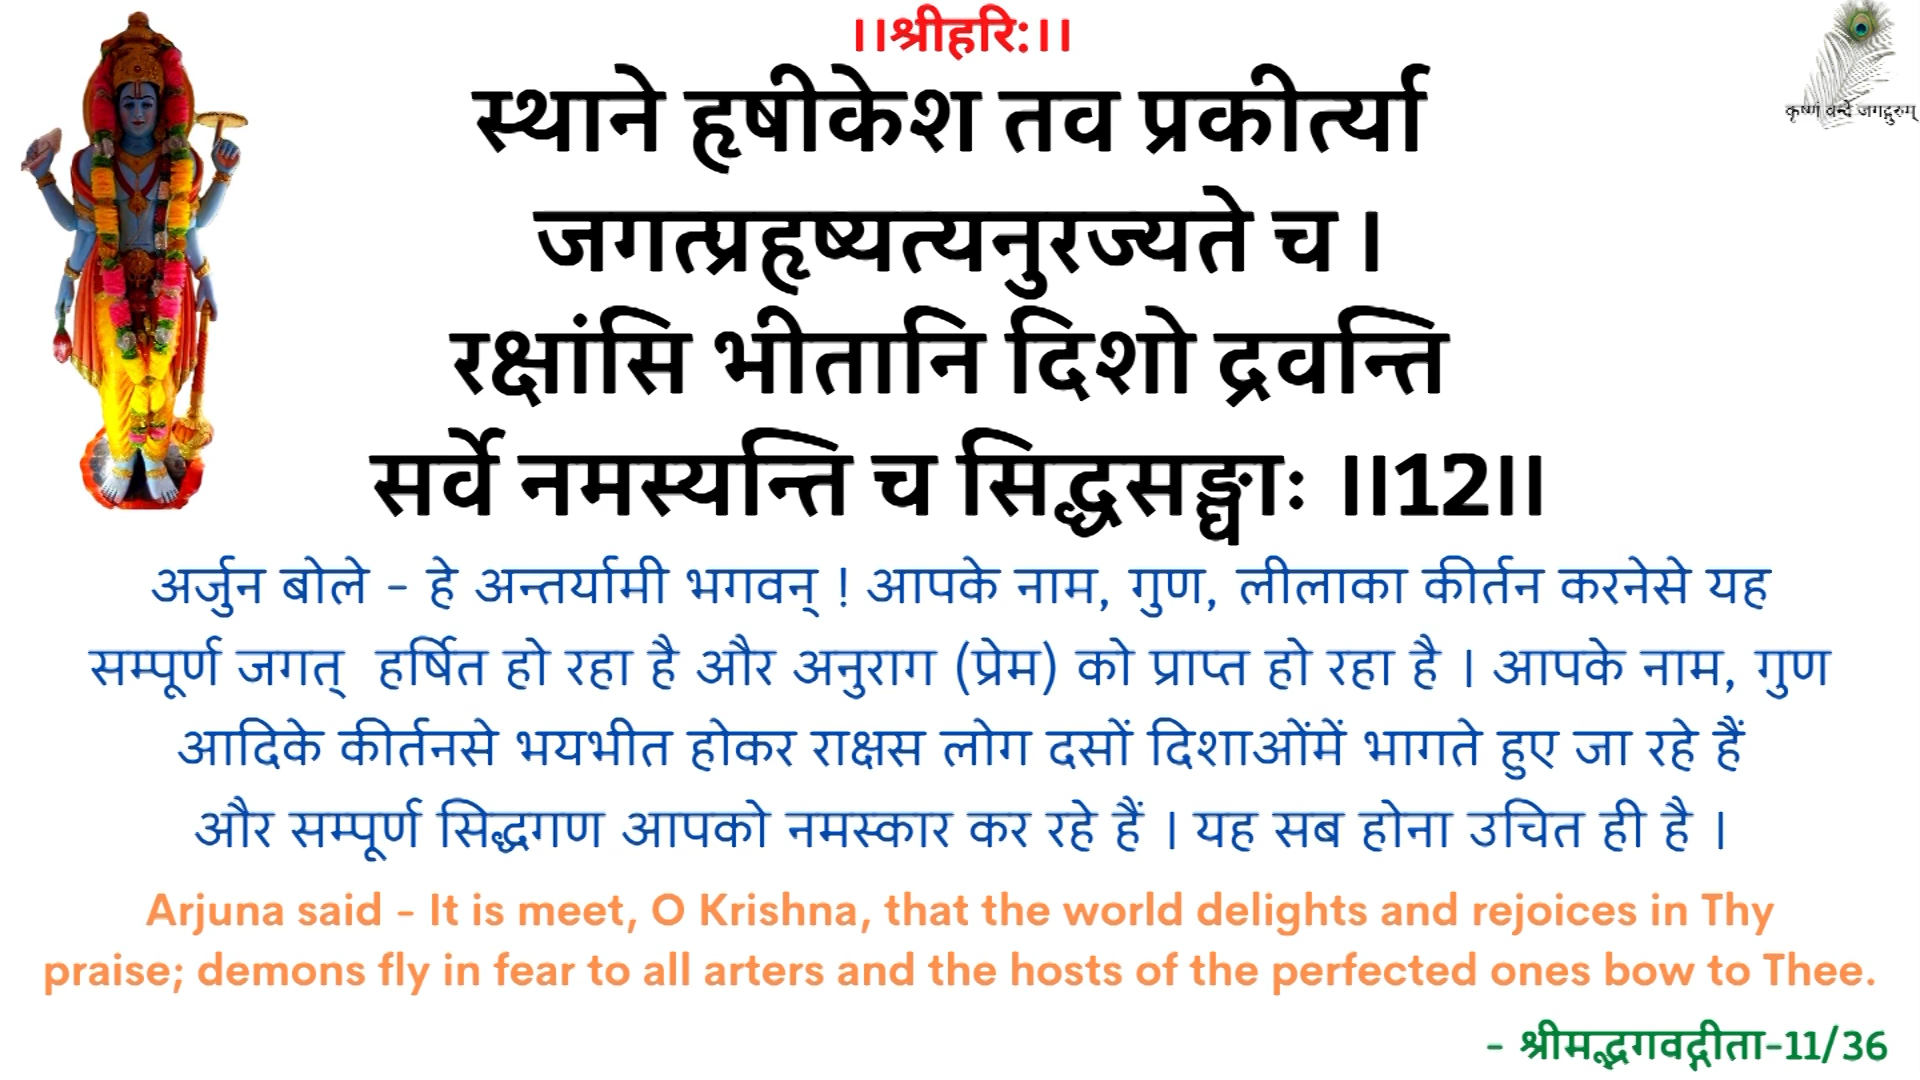 ।।श्रीहरि:।।
कृष्णं वन्दे जगद्गुरुम्
स्थाने हृषीकेश तव प्रकीर्त्या
जगत्प्रहृष्यत्यनुरज्यते च ।
रक्षांसि भीतानि दिशो द्रवन्ति
सर्वे नमस्यन्ति च सिद्धसङ्घाः ॥12॥
अर्जुन बोले - हे अन्तर्यामी भगवन् ! आपके नाम, गुण, लीलाका कीर्तन करनेसे यह
सम्पूर्ण जगत् हर्षित हो रहा है और अनुराग (प्रेम) को प्राप्त हो रहा है । आपके नाम, गुण
आदिके कीर्तनसे भयभीत होकर राक्षस लोग दसों दिशाओंमें भागते हुए जा रहे हैं
और सम्पूर्ण सिद्धगण आपको नमस्कार कर रहे हैं । यह सब होना उचित ही है ।
Arjuna said - It is meet, O Krishna, that the world delights and rejoices in Thy
praise; demons fly in fear to all arters and the hosts of the perfected ones bow to Thee.
- श्रीमद्भगवद्गीता-11/36